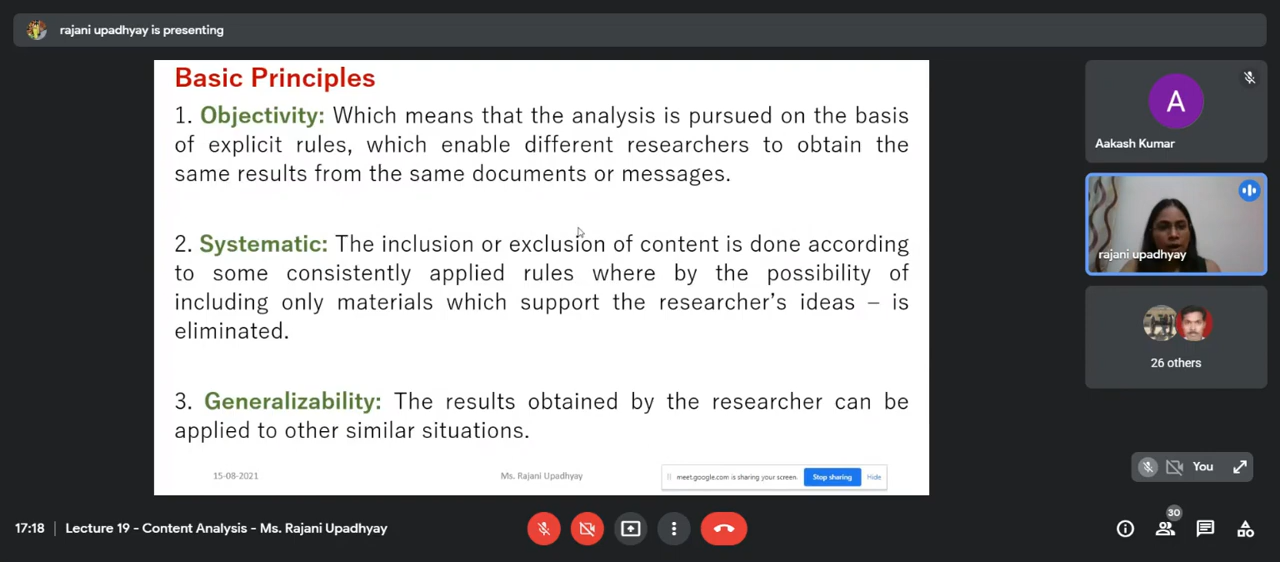 rajani upadhyay is presenting
Basic Principles
1. Objectivity: Which means that the analysis is pursued on the basis
of explicit rules, which enable different researchers to obtain the
same results from the same documents or messages.
2. Systematic: The inclusion or exclusion of content is done according
to some consistently applied rules where by the possibility of
including only materials which support the researcher's ideas – is
eliminated.
3. Generalizability: The results obtained by the researcher can be
applied to other similar situations.
15-08-2021
Ms. Rajani Upadhyay
meet.google.com is sharing your screen.
Stop sharing
Hide
A
Aakash Kumar
rajani upadhyay
26 others
You
17:18
Lecture 19 - Content Analysis - Ms. Rajani Upadhyay
30